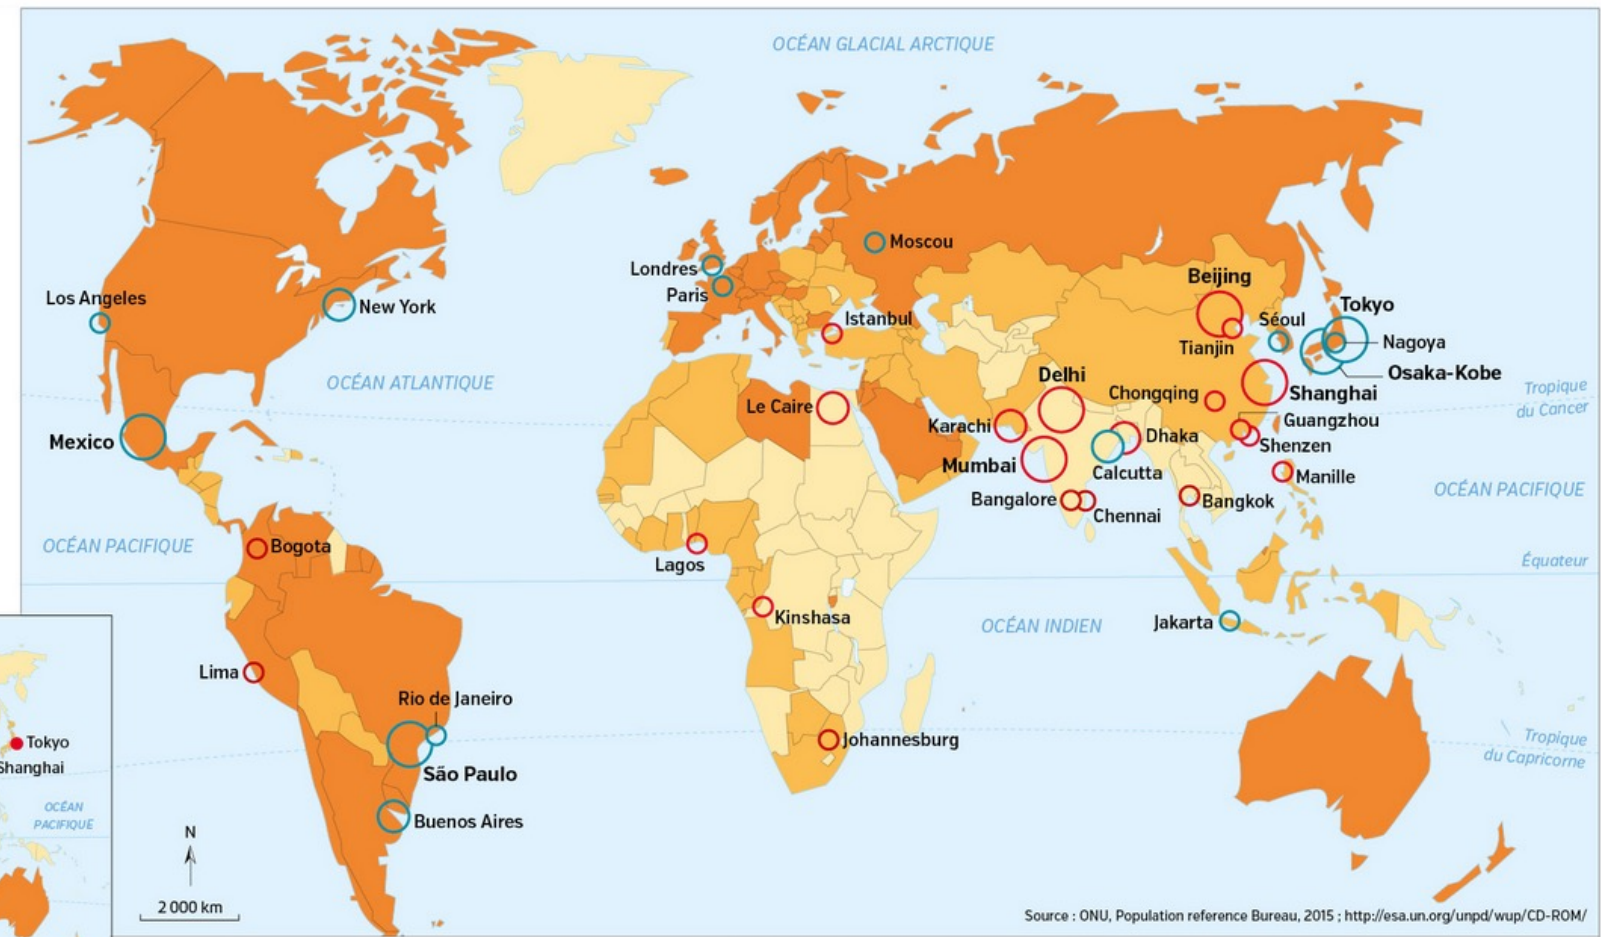 OCÉAN GLACIAL ARCTIQUE
Moscou
Londres
Paris
Los Angeles
New York
Istanbul
Beijing
Tianjin
Séoul
Tokyo
Nagoya
Osaka-Kobe
OCÉAN ATLANTIQUE
Le Caire
Delhi
Karachi
Chongqing
Shanghai
Guangzhou
Shenzen
Tropique
du Cancer
Mexico
Mumbai
Dhaka
Calcutta
Manille
Bangalore
Chennai
Bangkok
OCÉAN PACIFIQUE
OCÉAN PACIFIQUE
Bogota
Lagos
Équateur
Kinshasa
OCÉAN INDIEN
Jakarta
Lima
Rio de Janeiro
São Paulo
Johannesburg
Tropique
du Capricorne
Buenos Aires
Tokyo
Shanghai
OCÉAN
PACIFIQUE
N
2 000 km
Source : ONU, Population reference Bureau, 2015 ; http://esa.un.org/unpd/wup/CD-ROM/